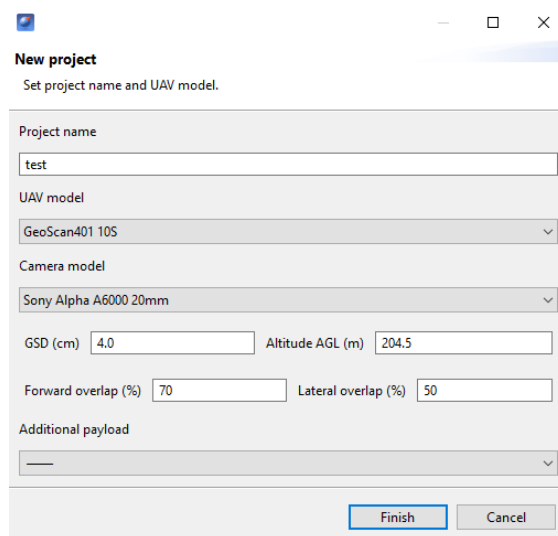 New project
Set project name and UAV model.
Project name
test
UAV model
GeoScan401 10S
Camera model
Sony Alpha A6000 20mm
GSD (cm) 4.0 Altitude AGL (m) 204.5
Forward overlap (%) 70 Lateral overlap (%) 50
Additional payload
——
Finish Cancel